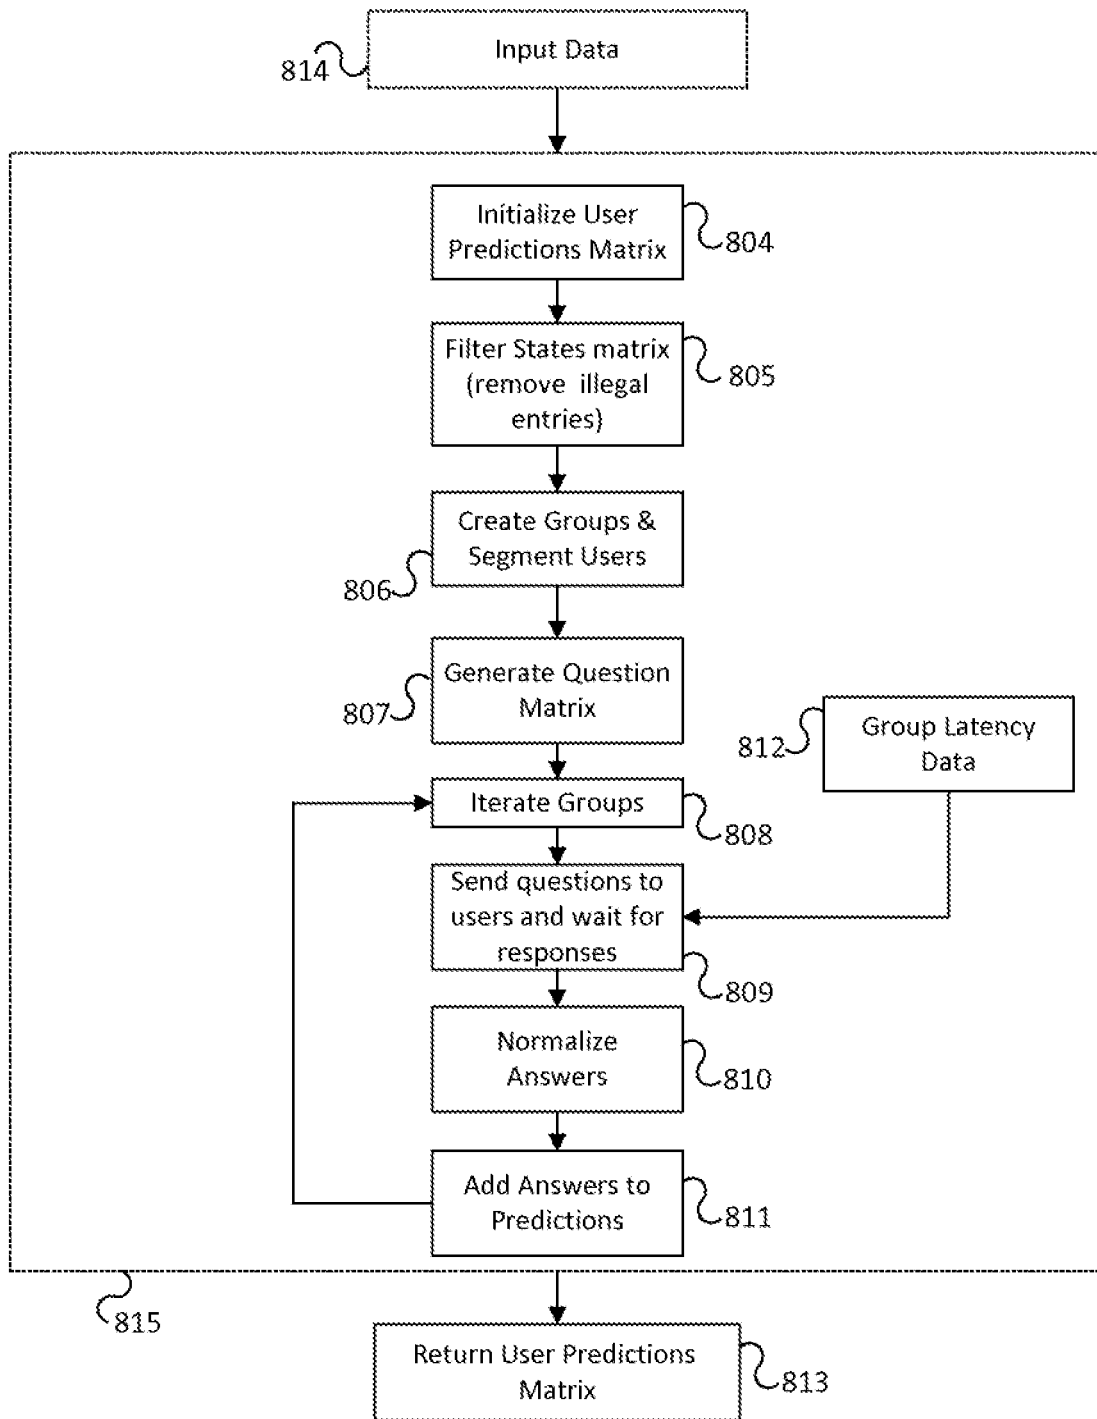 Input Data
814
Initialize User
Predictions Matrix
804
Filter States matrix
(remove illegal
entries)
805
Create Groups &
Segment Users
806
Generate Question
Matrix
807
Group Latency
Data
812
Iterate Groups
808
Send questions to
users and wait for
responses
809
Normalize
Answers
810
Add Answers to
Predictions
811
815
Return User Predictions
Matrix
813